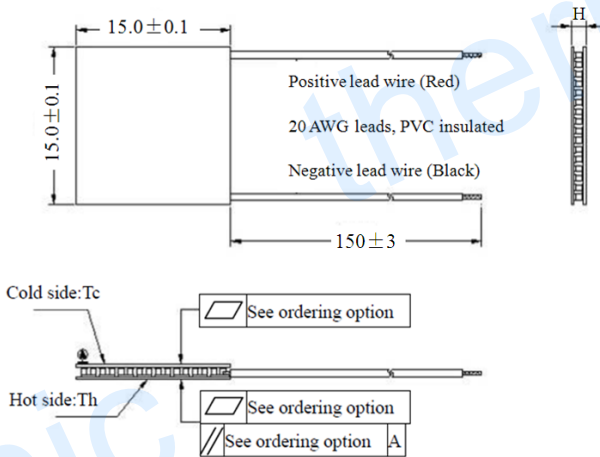 15.0±0.1
H
15.0±0.1
Positive lead wire (Red)
20 AWG leads, PVC insulated
Negative lead wire (Black)
150±3
Cold side:Tc
See ordering option
A
Hot side:Th
See ordering option
See ordering option A
ther
nic